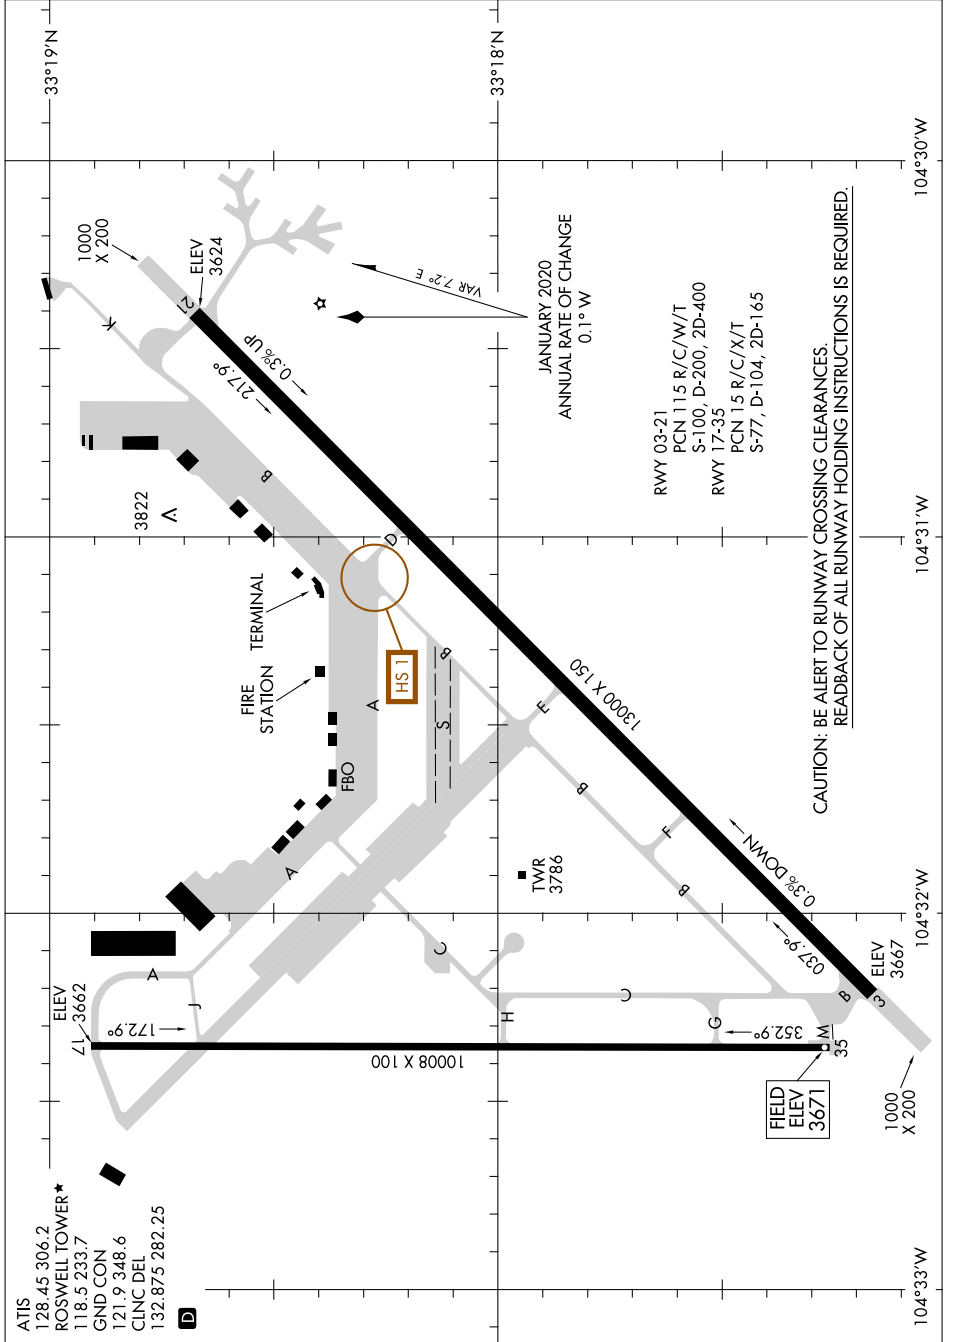 ATIS
128.45 306.2
ROSWELL TOWER★
118.5 233.7
GND CON
121.9 348.6
CLNC DEL
132.875 282.25
D
33°19'N
33°18'N
104°30'W
104°31'W
104°32'W
104°33'W
1000
X 200
ELEV
3624
K
21
217.9°
0.3% UP
VAR 7.2° E
JANUARY 2020
ANNUAL RATE OF CHANGE
0.1° W
3822
B
D
TERMINAL
FIRE
STATION
HS 1
A
B
S
FBO
A
F
13000 X 150
B
F
B
TWR
3786
RWY 03-21
PCN 115 R/C/W/T
S-100, D-200, 2D-400
RWY 17-35
PCN 15 R/C/X/T
S-77, D-104, 2D-165
CAUTION: BE ALERT TO RUNWAY CROSSING CLEARANCES.
READBACK OF ALL RUNWAY HOLDING INSTRUCTIONS IS REQUIRED.
0.3% DOWN
037.9°
ELEV
3667
3
B
A
J
ELEV
3662
17
172.9°
C
C
H
G
10008 X 100
352.9°
M
35
FIELD
ELEV
3671
1000
X 200